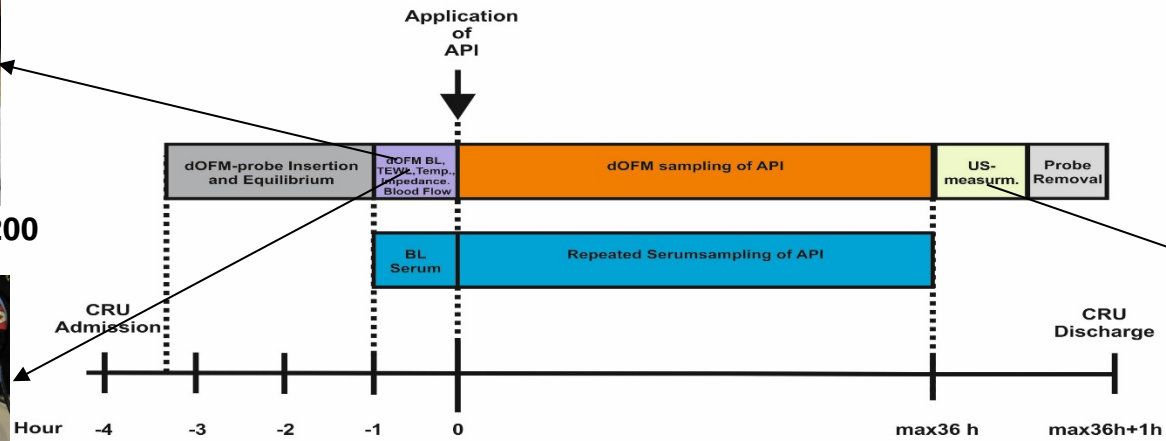 Application
of
API
dOFM-probe Insertion
and Equilibrium
dOFM BL,
TEWL,Temp.,
Impedance.
Blood Flow
dOFM sampling of API
US-
measurm.
Probe
Removal
200
BL
Serum
Repeated Serumsampling of API
CRU
Admission
CRU
Discharge
Hour -4 -3 -2 -1 0 max36 h max36h+1h